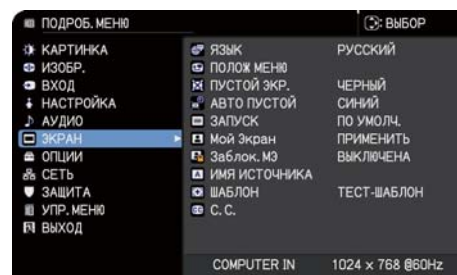 ПОДРОБ. МЕНЮ : ВЫБОР
КАРТИНКА ЯЗЫК РУССКИЙ
ИЗОБР. ПОЛОЖ МЕНЮ
ВХОД ПУСТОЙ ЭКР. ЧЕРНЫЙ
НАСТРОЙКА АВТО ПУСТОЙ СИНИЙ
АУДИО ЗАПУСК ПО УМОЛЧ.
ЭКРАН Мой Экран ПРИМЕНИТЬ
ОПЦИИ Заблок. МЭ ВЫКЛЮЧЕНА
СЕТЬ ИМЯ ИСТОЧНИКА
ЗАЩИТА ШАБЛОН ТЕСТ-ШАБЛОН
УПР. МЕНЮ C. C.
ВЫХОД
COMPUTER IN 1024 x 768 @60Hz